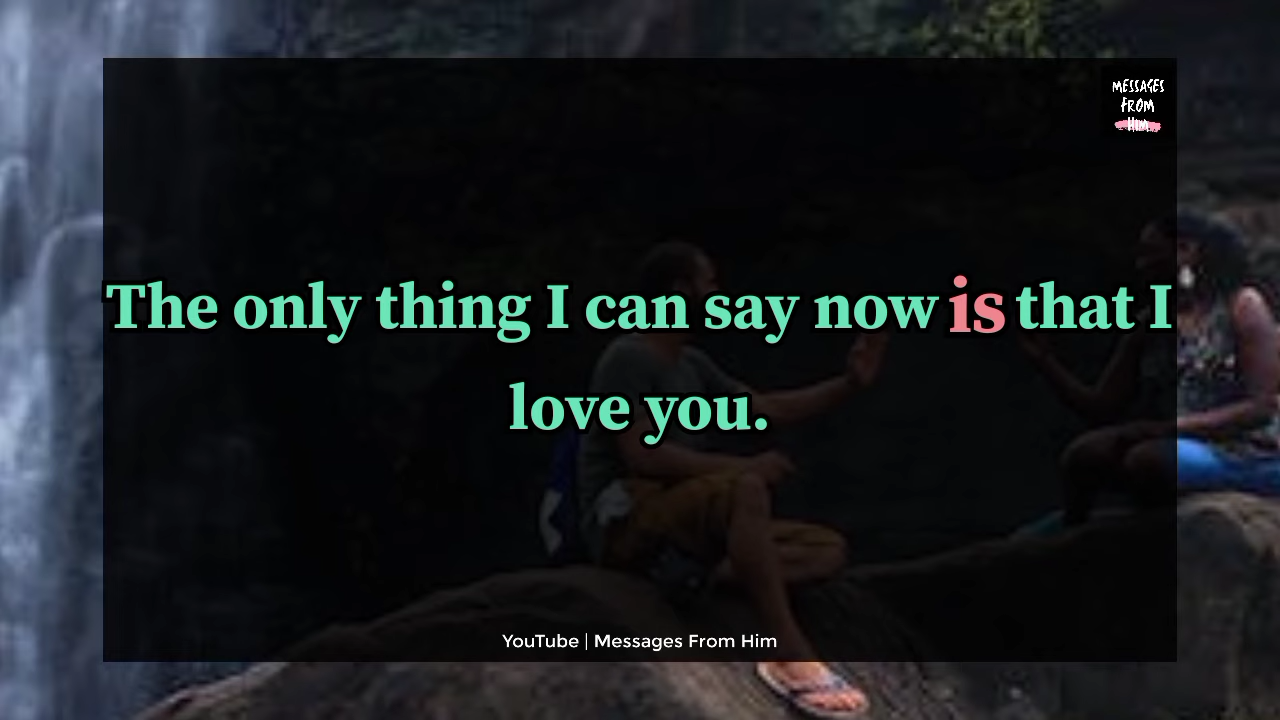 MESSAGES
FROM
Him
The only thing I can say now is that I
love you.
YouTube | Messages From Him